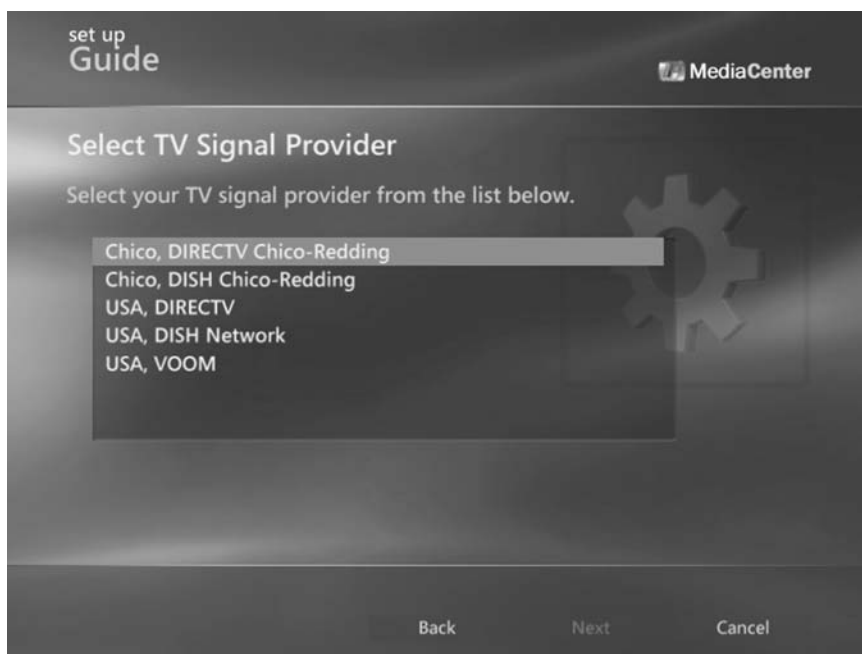 set up
Guide
MediaCenter
Select TV Signal Provider
Select your TV signal provider from the list below.
Chico, DIRECTV Chico-Redding
Chico, DISH Chico-Redding
USA, DIRECTV
USA, DISH Network
USA, VOOM
Back Next Cancel